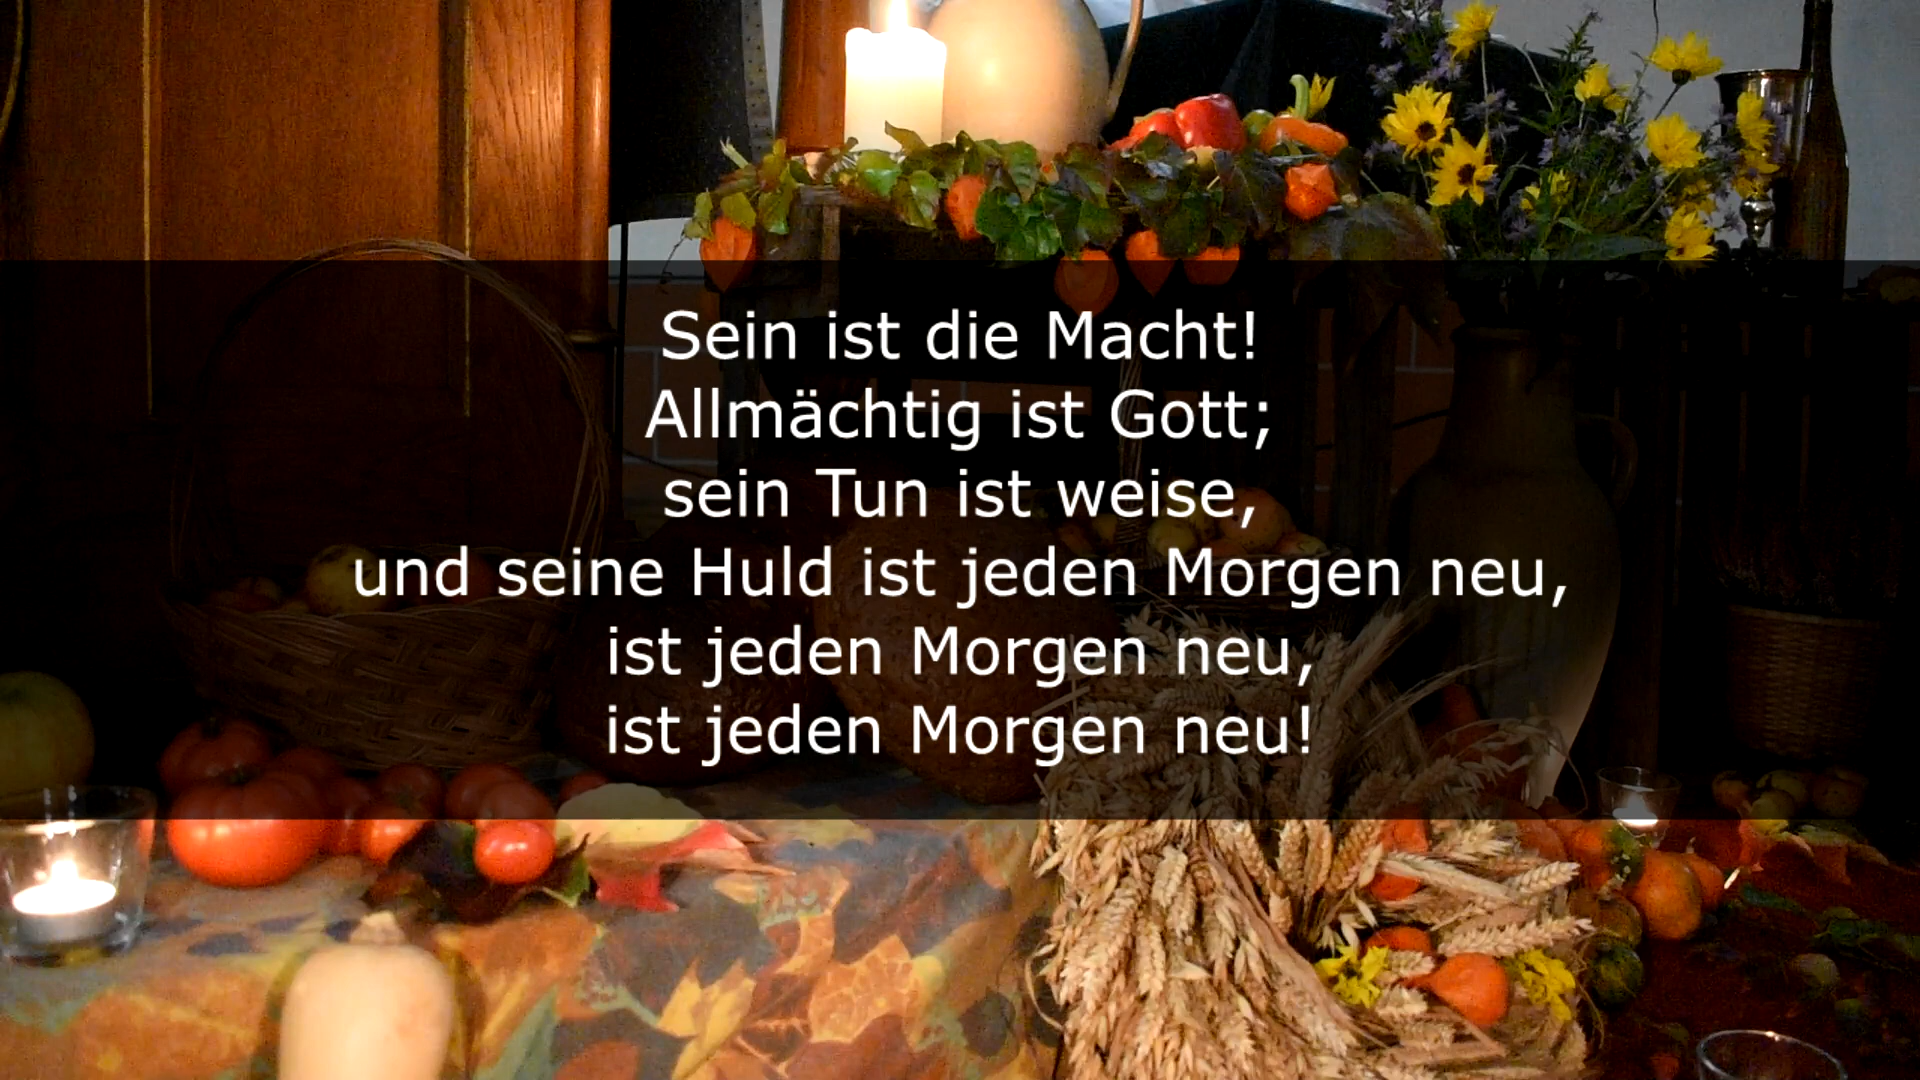 Sein ist die Macht!
Allmächtig ist Gott;
sein Tun ist weise,
und seine Huld ist jeden Morgen neu,
ist jeden Morgen neu,
ist jeden Morgen neu!